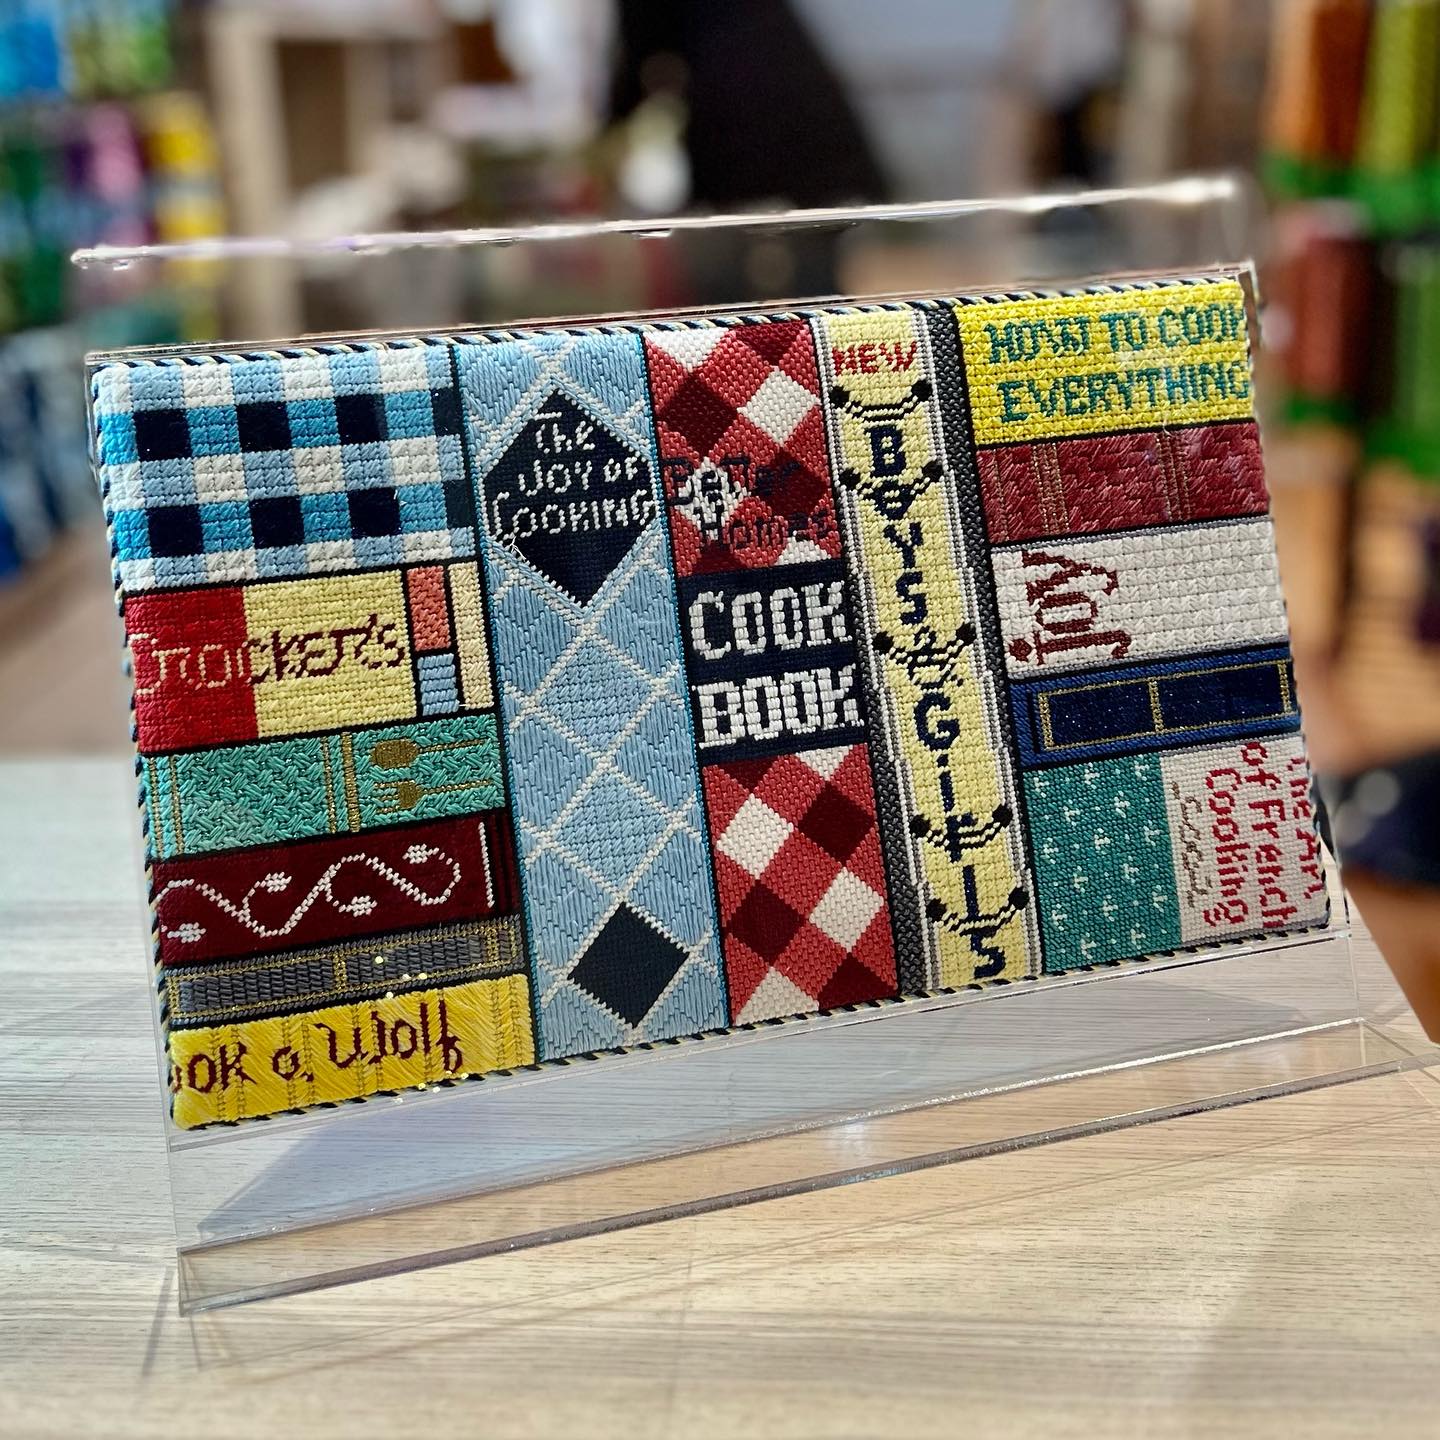 Crocker's
ook a Wolf
The
Joy of
Cooking
Better
Homes
COOK
BOOK
NEW
BOYS & GIRLS
HOW TO COOK
EVERYTHING
joy
The Art
of French
Cooking